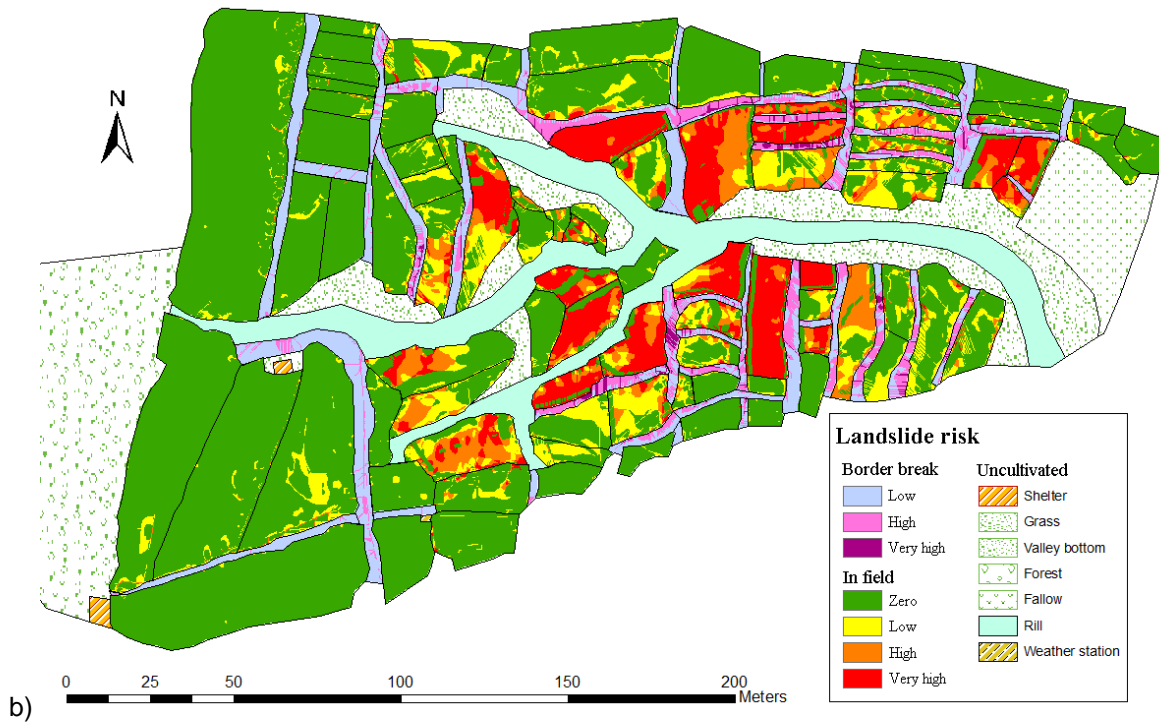 N
Landslide risk
Border break
Low
High
Very high
In field
Zero
Low
High
Very high
Uncultivated
Shelter
Grass
Valley bottom
Forest
Fallow
Rill
Weather station
0 25 50 100 150 200
Meters
b)